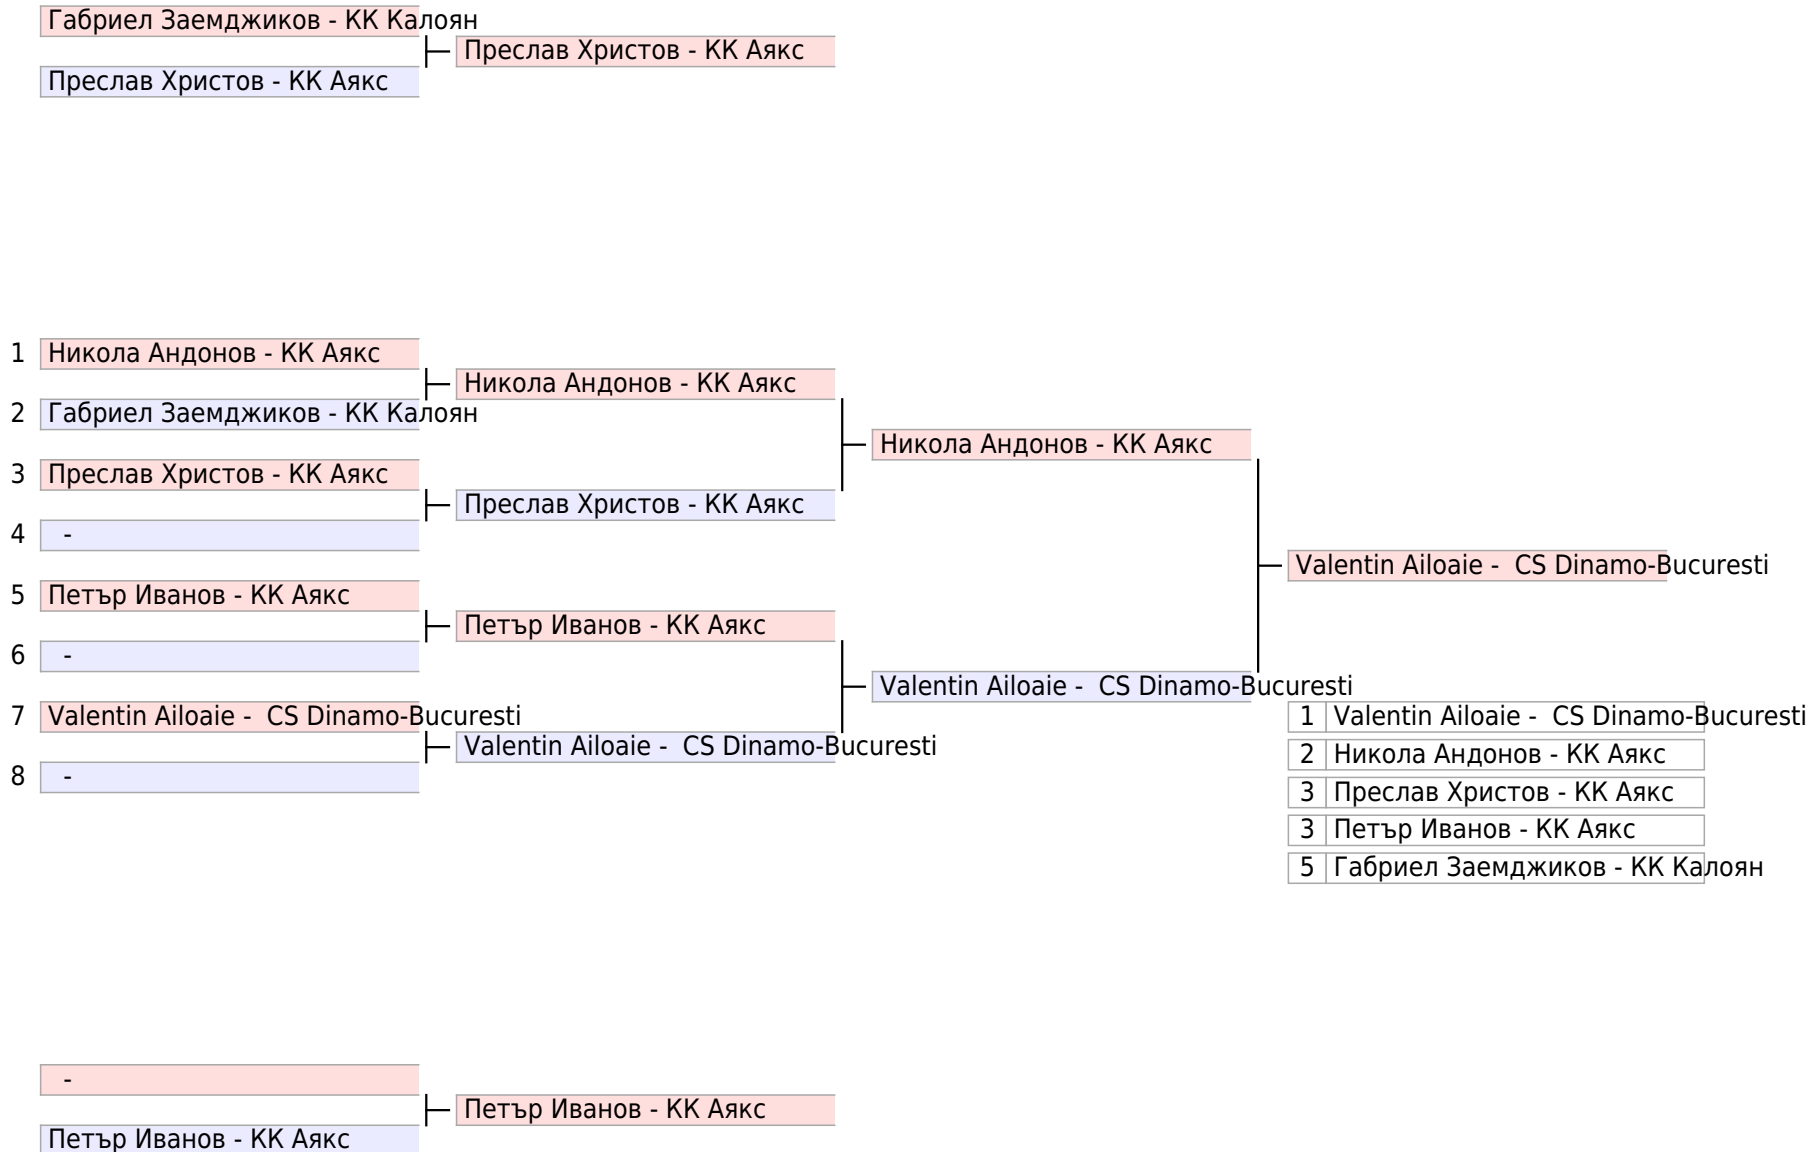 Габриел Заемджиков - КК Калоян
Преслав Христов - КК Аякс
Преслав Христов - КК Аякс
1 Никола Андонов - КК Аякс
Никола Андонов - КК Аякс
2 Габриел Заемджиков - КК Калоян
Никола Андонов - КК Аякс
3 Преслав Христов - КК Аякс
Преслав Христов - КК Аякс
4 -
Valentin Ailoaie - CS Dinamo-Bucuresti
5 Петър Иванов - КК Аякс
Петър Иванов - КК Аякс
6 -
Valentin Ailoaie - CS Dinamo-Bucuresti
7 Valentin Ailoaie - CS Dinamo-Bucuresti
Valentin Ailoaie - CS Dinamo-Bucuresti
8 -
1 Valentin Ailoaie - CS Dinamo-Bucuresti
2 Никола Андонов - КК Аякс
3 Преслав Христов - КК Аякс
3 Петър Иванов - КК Аякс
5 Габриел Заемджиков - КК Калоян
-
Петър Иванов - КК Аякс
Петър Иванов - КК Аякс